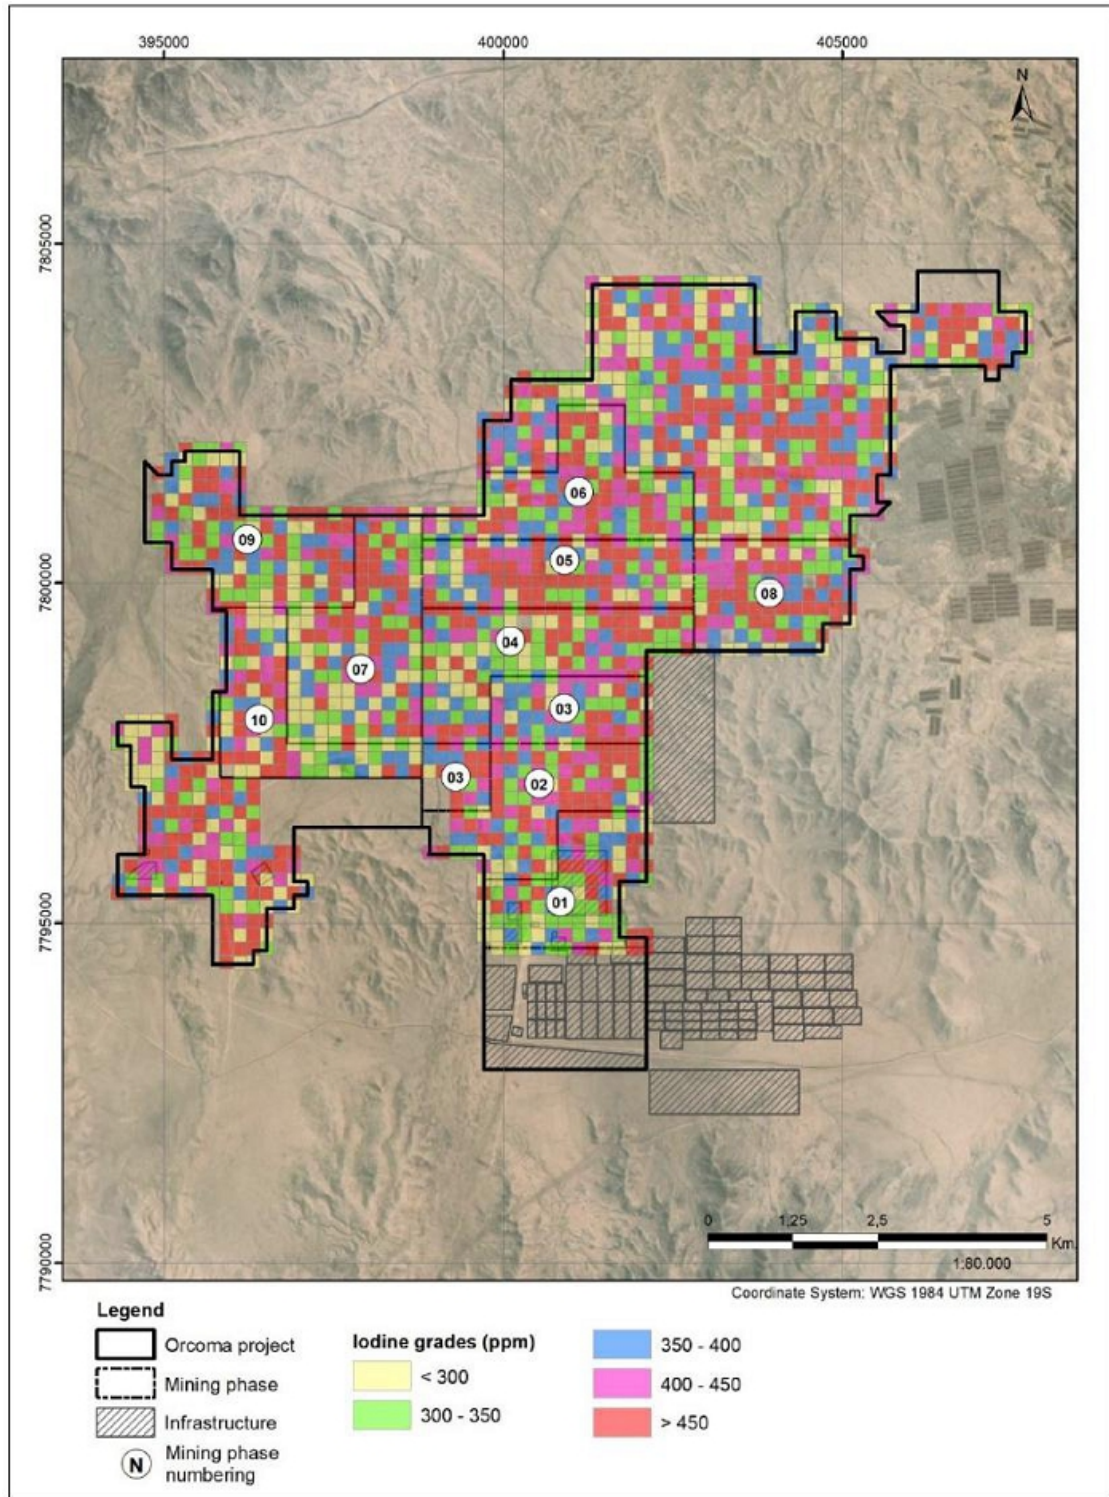 395000
400000
405000
N
7805000
7800000
7795000
7790000
06
09
05
08
04
07
03
10
03
02
01
0
1,25
2,5
5
Km.
1:80.000
Coordinate System: WGS 1984 UTM Zone 19S
Legend
Orcoma project
Mining phase
Infrastructure
N
Mining phase
numbering
Iodine grades (ppm)
< 300
300 - 350
350 - 400
400 - 450
> 450